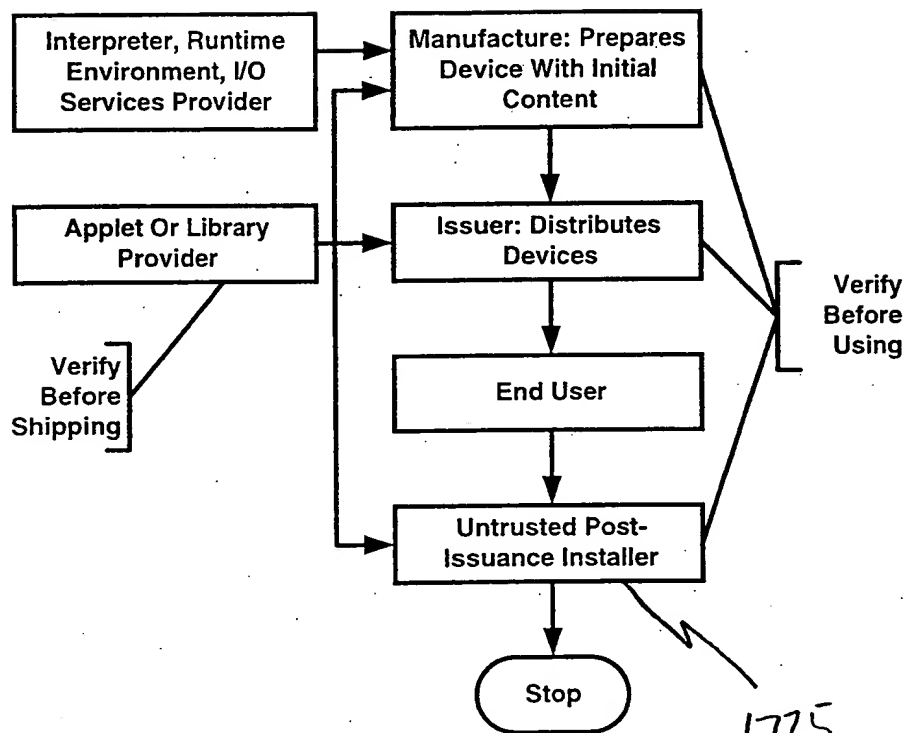 Interpreter, Runtime
Environment, I/O
Services Provider
Manufacture: Prepares
Device With Initial
Content
Applet Or Library
Provider
Issuer: Distributes
Devices
Verify
Before
Using
Verify
Before
Shipping
End User
Untrusted Post-
Issuance Installer
Stop
1775